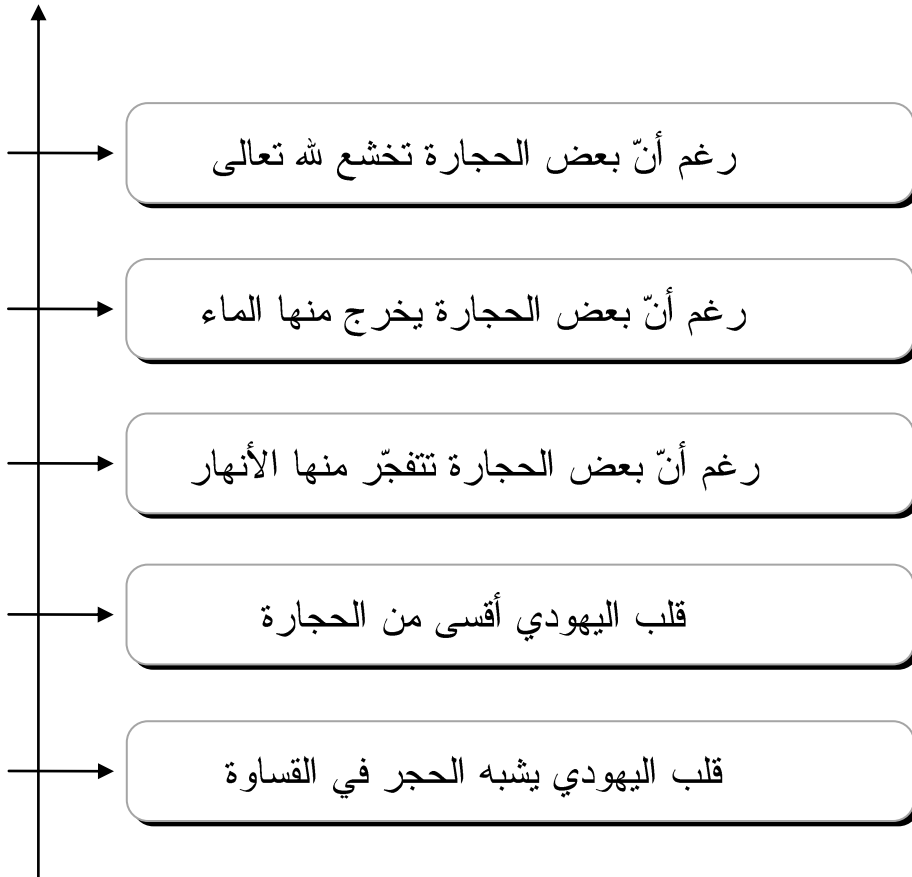 رغم أنّ بعض الحجارة تخشع لله تعالى
رغم أنّ بعض الحجارة يخرج منها الماء
رغم أنّ بعض الحجارة تتفجّر منها الأنهار
قلب اليهودي أقسى من الحجارة
قلب اليهودي يشبه الحجر في القساوة